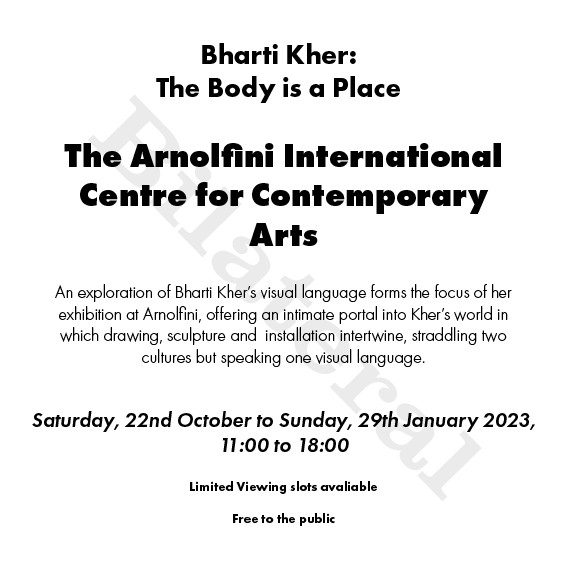 Bharti Kher:
The Body is a Place
The Arnolfini International
Centre for Contemporary
Arts
An exploration of Bharti Kher's visual language forms the focus of her
exhibition at Arnolfini, offering an intimate portal into Kher's world in
which drawing, sculpture and  installation intertwine, straddling two
cultures but speaking one visual language.
Saturday, 22nd October to Sunday, 29th January 2023,
11:00 to 18:00
Limited Viewing slots avaliable
Free to the public
Bilateral